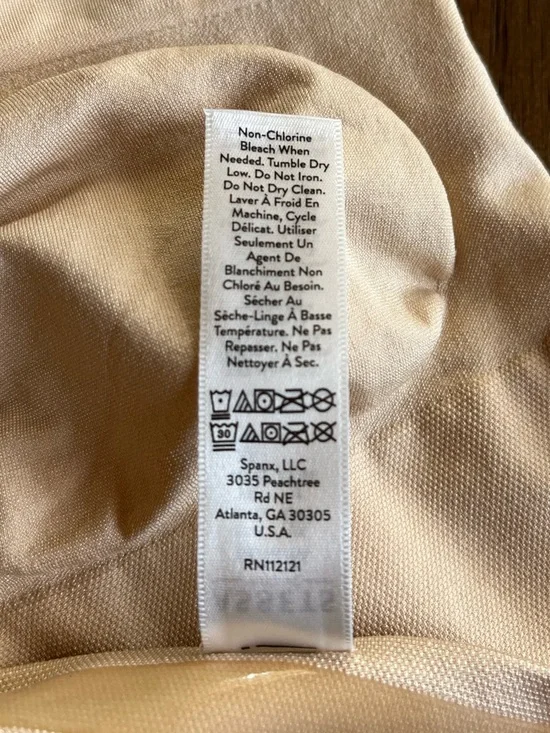 Non-Chlorine
Bleach When
Needed. Tumble Dry
Low. Do Not Iron.
Do Not Dry Clean.
Laver À Froid En
Machine, Cycle
Délicat. Utiliser
Seulement Un
Agent De
Blanchiment Non
Chloré Au Besoin.
Sécher Au
Sèche-Linge À Basse
Température. Ne Pas
Repasser. Ne Pas
Nettoyer À Sec.
30
Spanx, LLC
3035 Peachtree
Rd NE
Atlanta, GA 30305
U.S.A.
RN112121